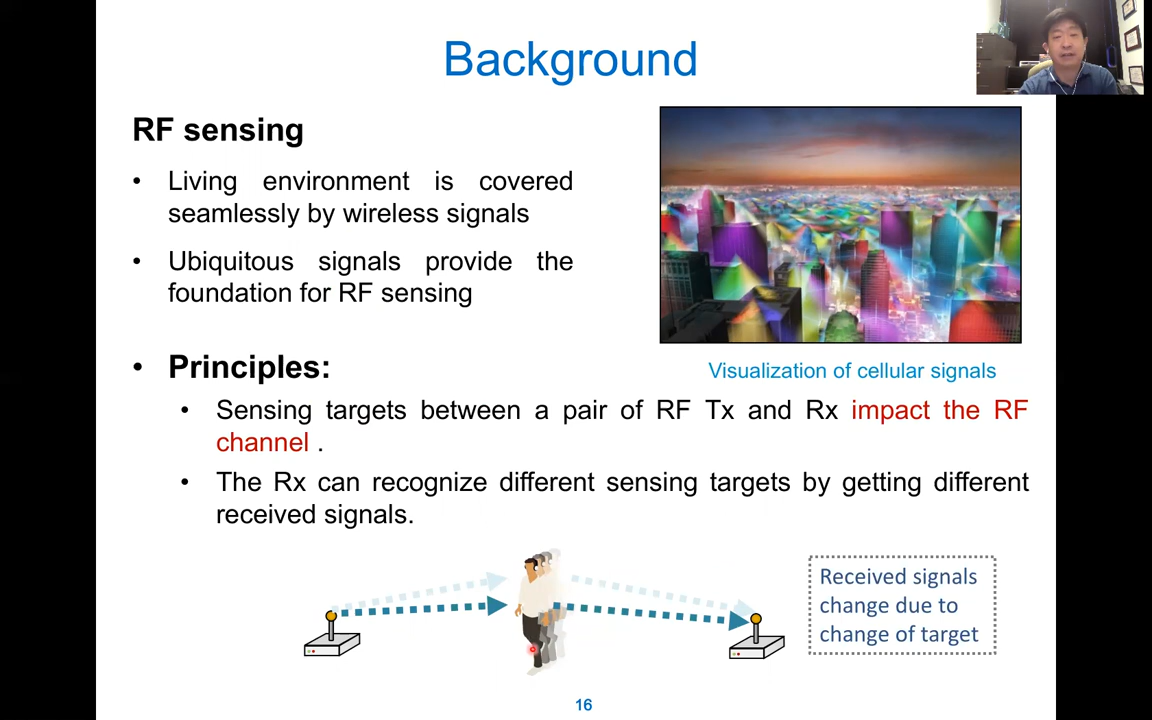 Background
RF sensing
• Living environment is covered
seamlessly by wireless signals
• Ubiquitous signals provide the
foundation for RF sensing
Visualization of cellular signals
• Principles:
• Sensing targets between a pair of RF Tx and Rx impact the RF
channel .
• The Rx can recognize different sensing targets by getting different
received signals.
Received signals
change due to
change of target
16